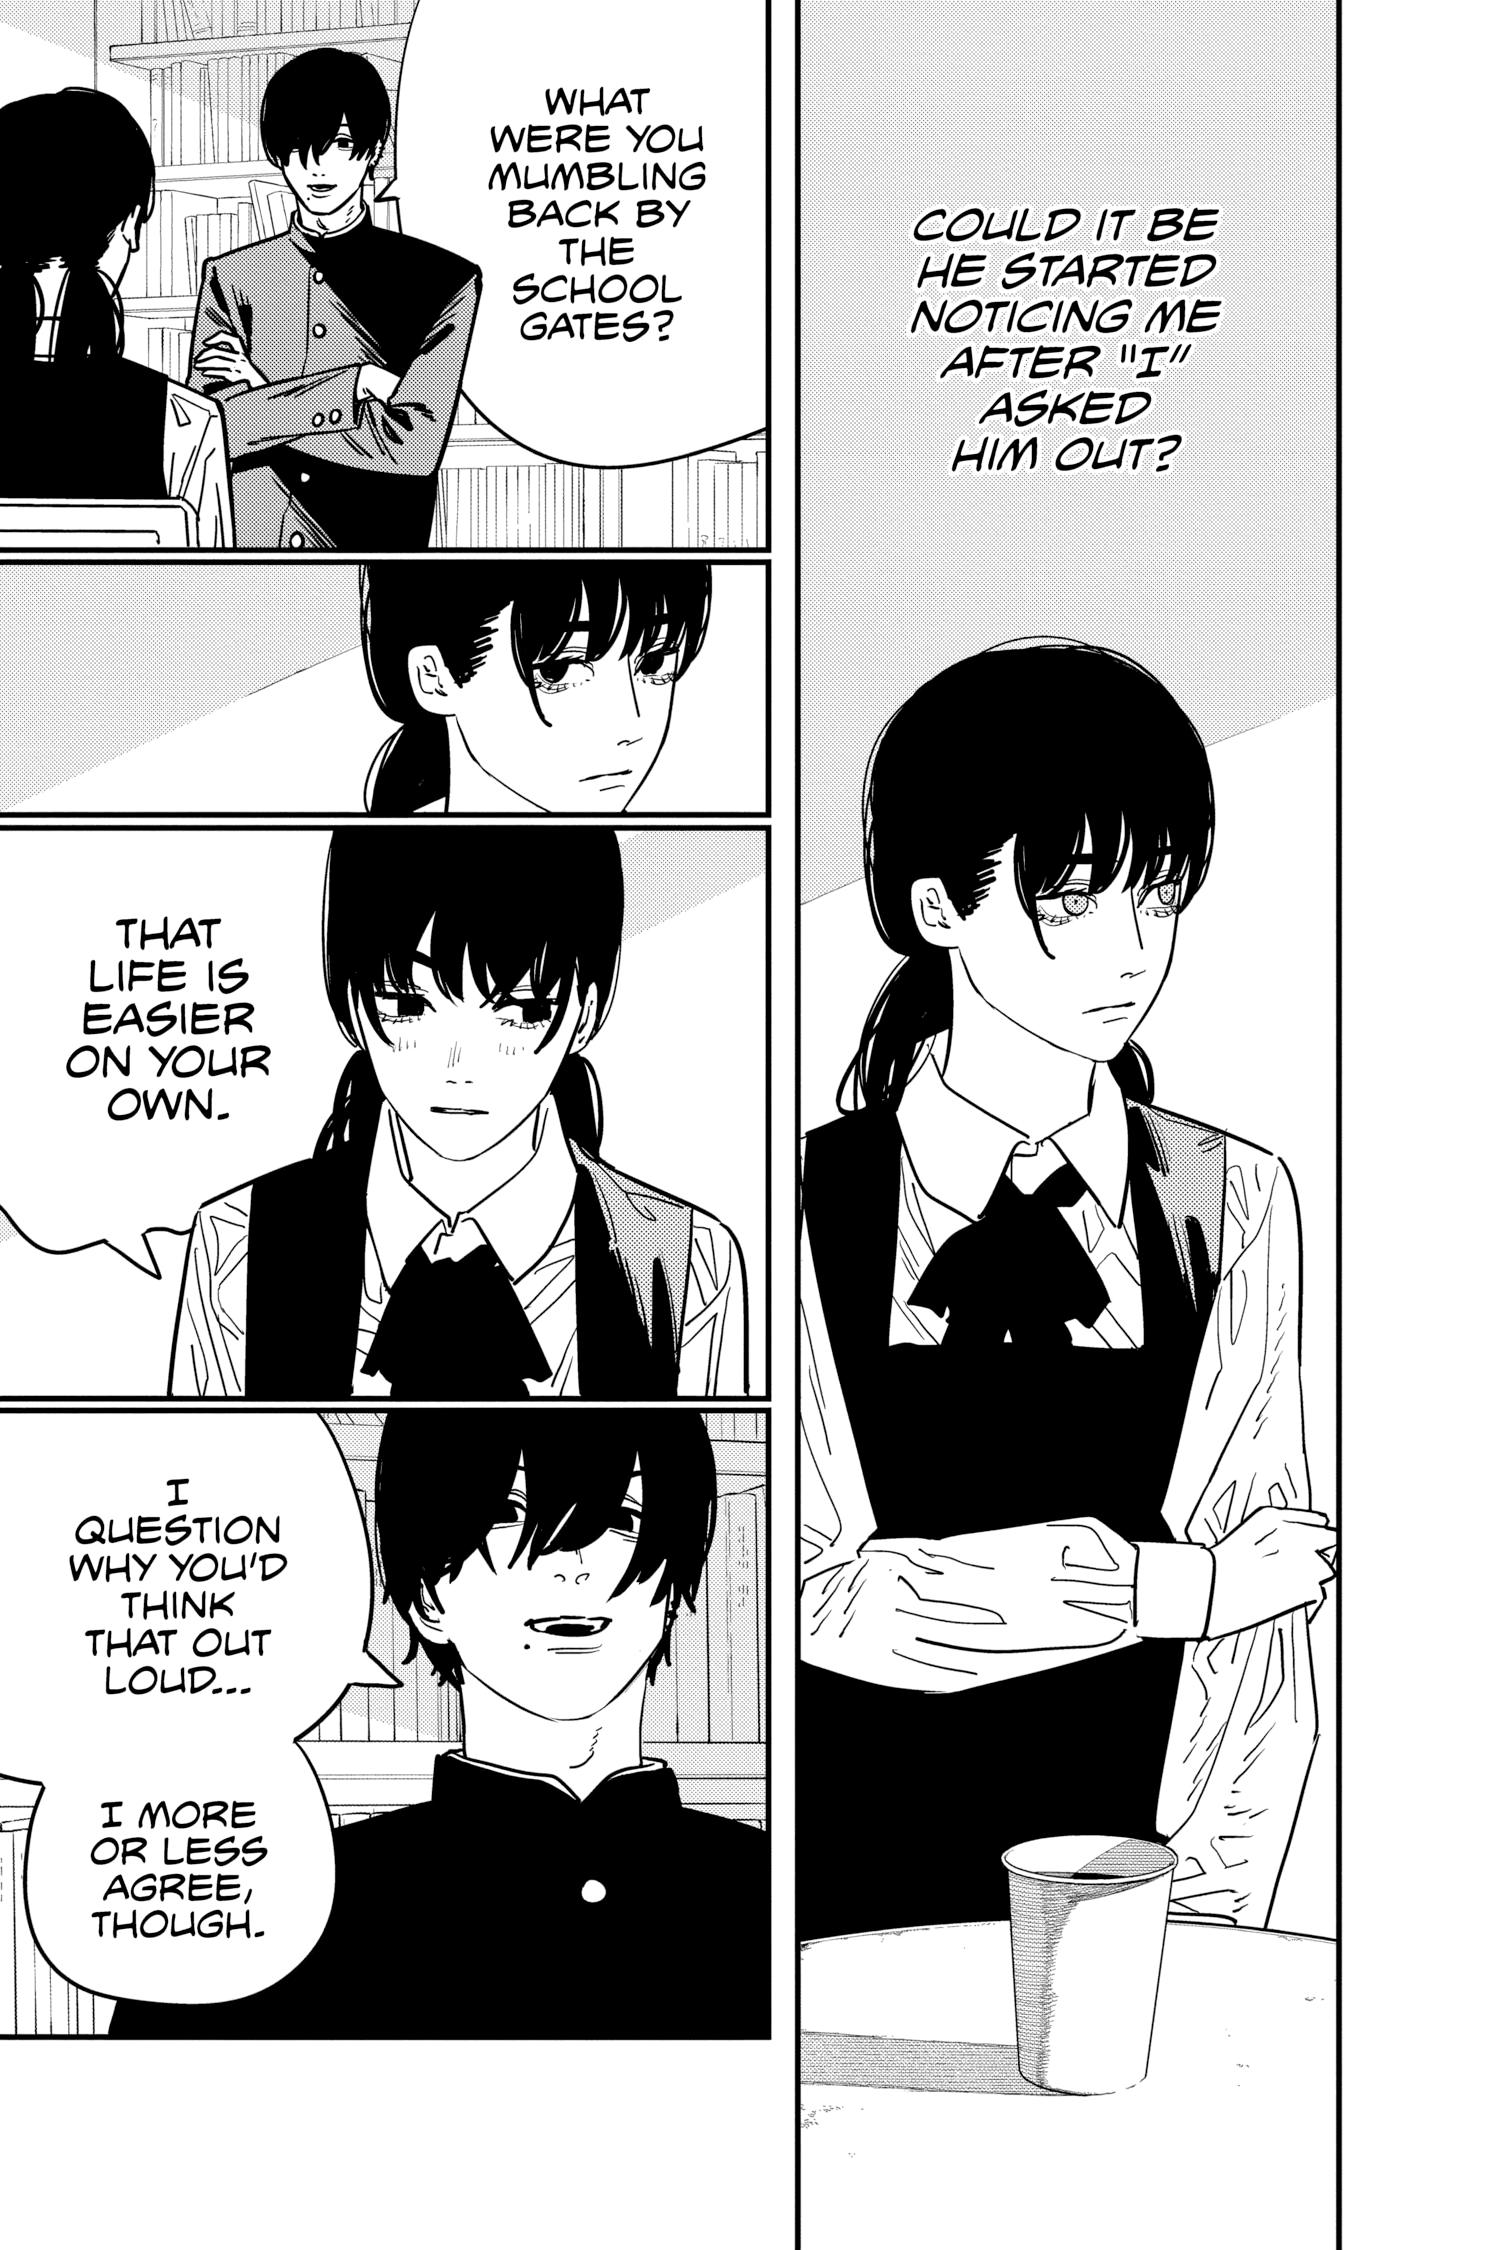 COULD IT BE
HE STARTED
NOTICING ME
AFTER "I"
ASKED
HIM OUT?
WHAT
WERE YOU
MUMBLING
BACK BY
THE
SCHOOL
GATES?
THAT
LIFE IS
EASIER
ON YOUR
OWN.
I
QUESTION
WHY YOU'D
THINK
THAT OUT
LOUD...
I MORE
OR LESS
AGREE,
THOUGH.